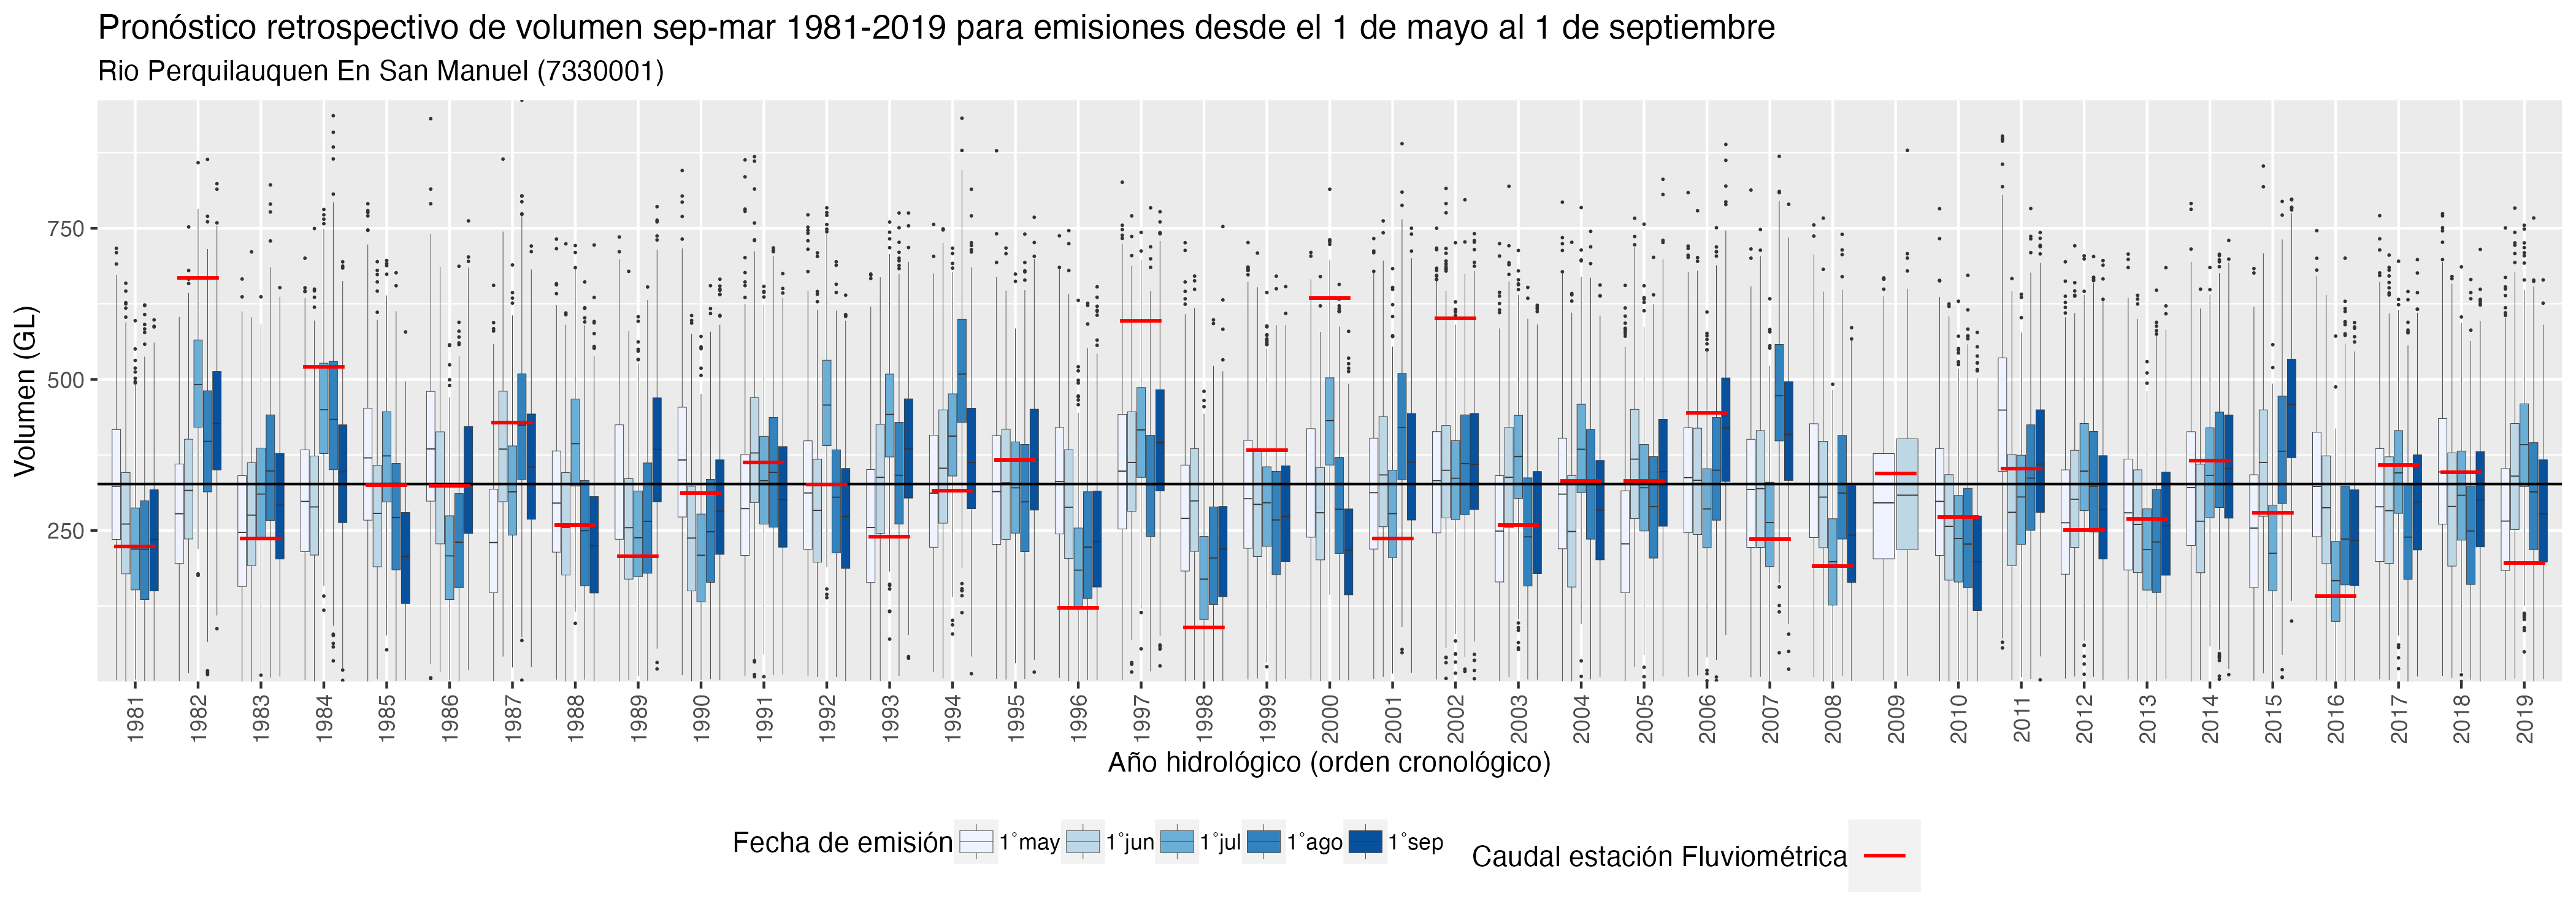 Pronóstico retrospectivo de volumen sep-mar 1981-2019 para emisiones desde el 1 de mayo al 1 de septiembre
Rio Perquilauquen En San Manuel (7330001)
Volumen (GL)
750
500
250
1981 1982 1983 1984 1985 1986 1987 1988 1989 1990 1991 1992 1993 1994 1995 1996 1997 1998 1999 2000 2001 2002 2003 2004 2005 2006 2007 2008 2009 2010 2011 2012 2013 2014 2015 2016 2017 2018 2019
Año hidrológico (orden cronológico)
Fecha de emisión 1°may 1°jun 1°jul 1°ago 1°sep Caudal estación Fluviométrica